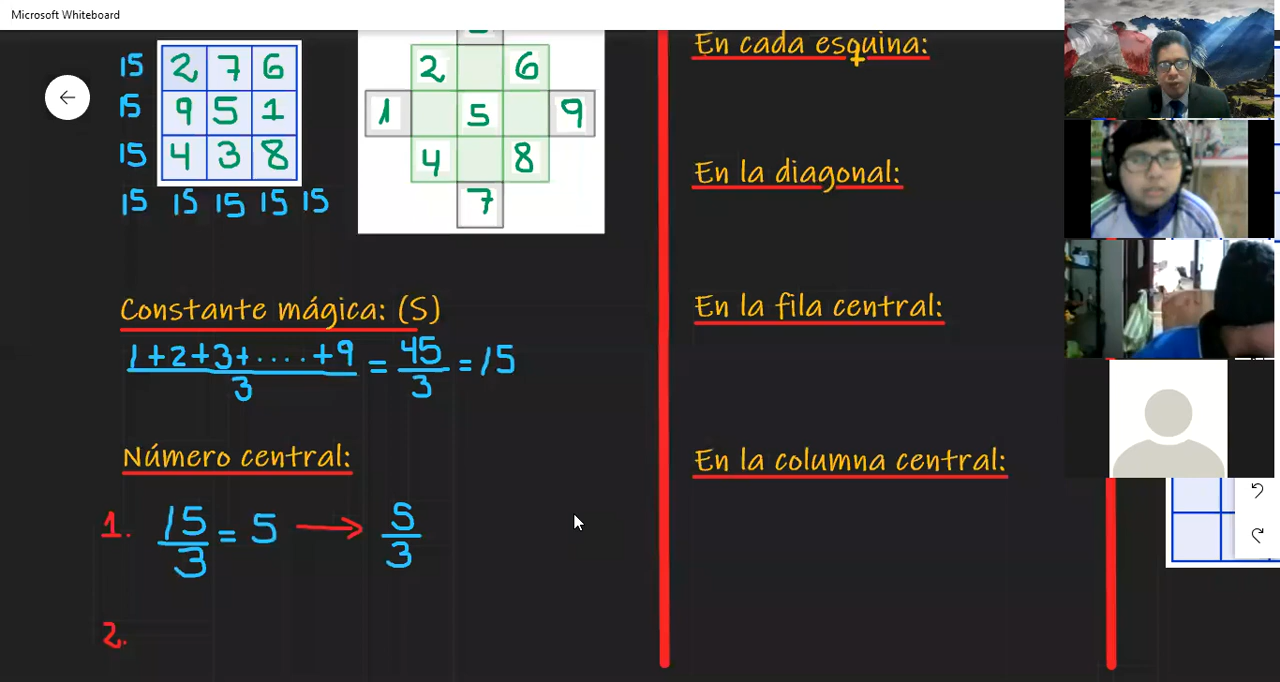 Microsoft Whiteboard
15 2 7 6
15 9 5 1
15 4 3 8
15 15 15 15 15
2 6
1 5 9
4 8
7
Constante mágica: (S)
1+2+3+....+9 = 45 = 15
3 3
Número central:
1. 15 = 5 → S
3 3
2.
En cada esquina:
En la diagonal:
En la fila central:
En la columna central: